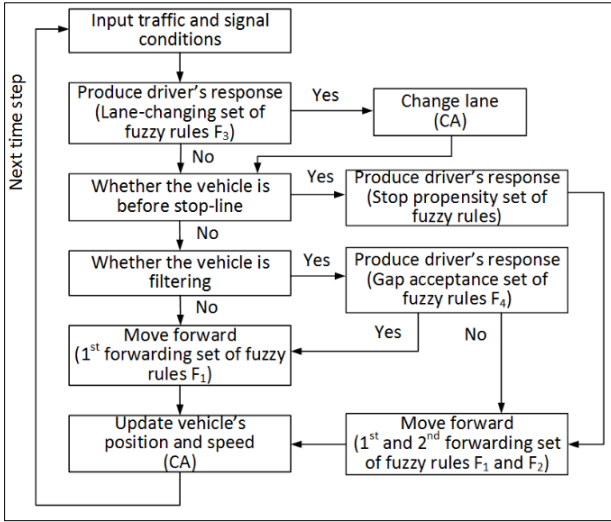 Input traffic and signal
conditions
Produce driver's response
(Lane-changing set of
fuzzy rules F₃)
Yes
Change lane
(CA)
No
Whether the vehicle is
before stop-line
Yes
Produce driver's response
(Stop propensity set of
fuzzy rules)
No
Whether the vehicle is
filtering
Yes
Produce driver's response
(Gap acceptance set of
fuzzy rules F₄)
No
Yes
No
Move forward
(1ˢᵗ forwarding set of fuzzy
rules F₁)
Update vehicle's
position and speed
(CA)
Move forward
(1ˢᵗ and 2ⁿᵈ forwarding set
of fuzzy rules F₁ and F₂)
Next time step